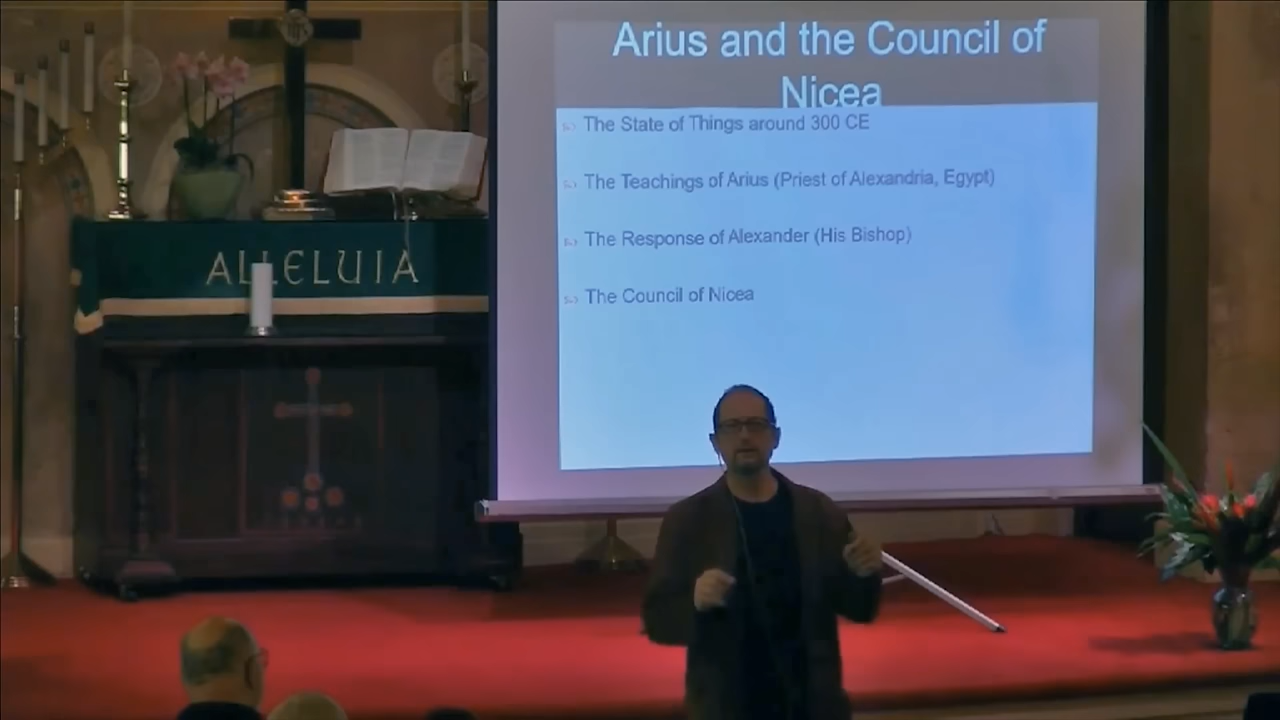 Arius and the Council of
Nicea
The State of Things around 300 CE
The Teachings of Arius (Priest of Alexandria, Egypt)
The Response of Alexander (His Bishop)
The Council of Nicea
ALLELUIA
IHS